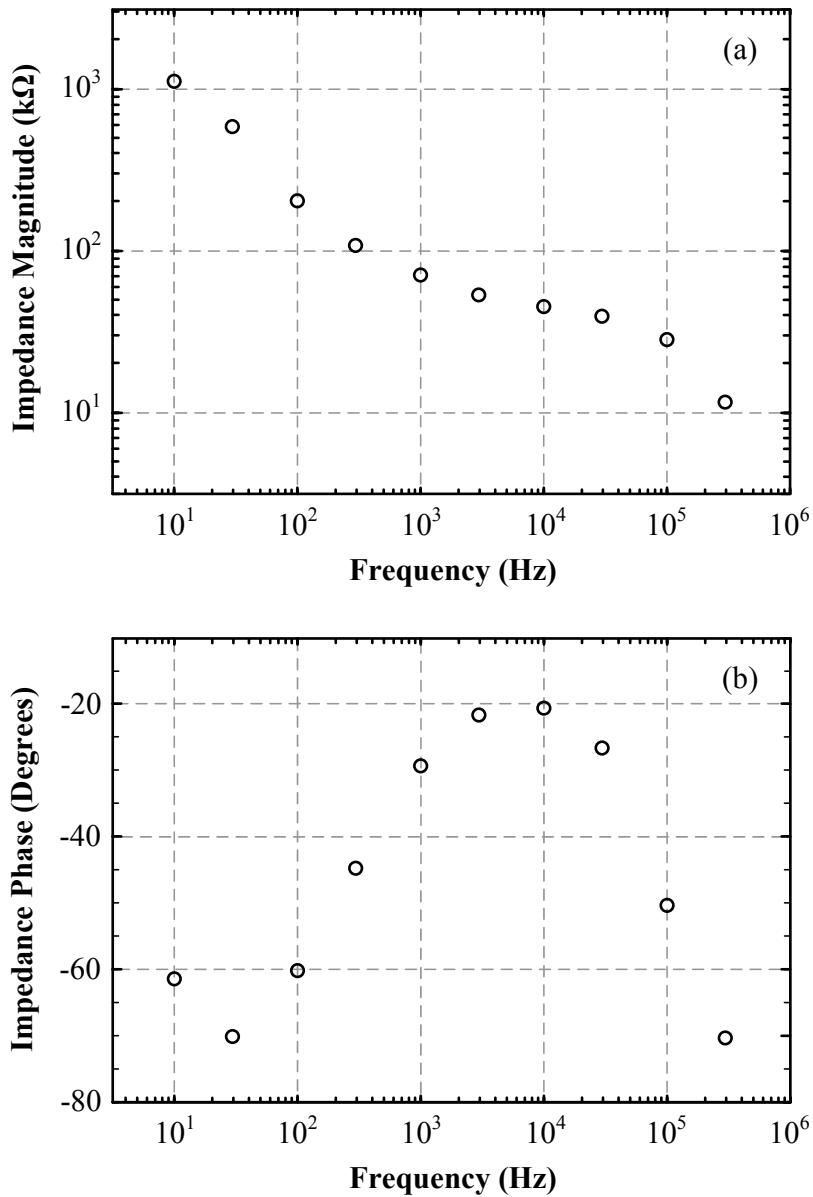 (a)
Impedance Magnitude (kΩ)
10³
10²
10¹
10¹ 10² 10³ 10⁴ 10⁵ 10⁶
Frequency (Hz)
(b)
Impedance Phase (Degrees)
-20
-40
-60
-80
10¹ 10² 10³ 10⁴ 10⁵ 10⁶
Frequency (Hz)